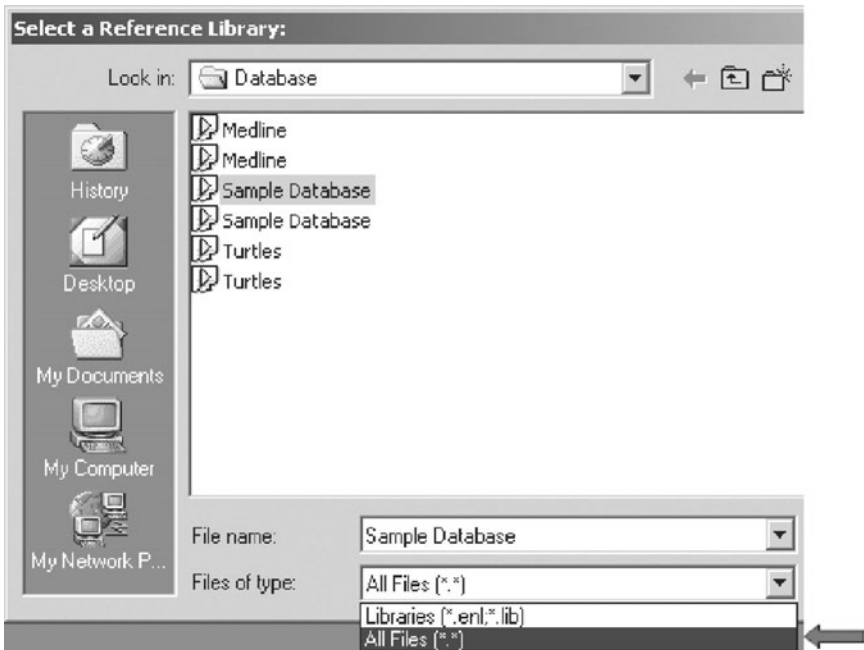 Select a Reference Library:
Look in: Database
History
Desktop
My Documents
My Computer
My Network P...
Medline
Medline
Sample Database
Sample Database
Turtles
Turtles
File name: Sample Database
Files of type: All Files (*.*)
Libraries (*.enl;*.lib)
All Files (*.*)